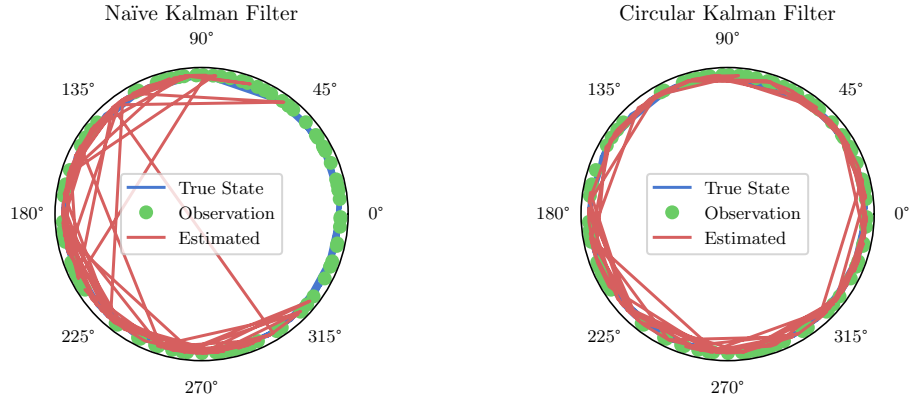 Naïve Kalman Filter
90°
135°
45°
True State
180°
Observation
0°
Estimated
225°
315°
270°
Circular Kalman Filter
90°
135°
45°
True State
180°
Observation
0°
Estimated
225°
315°
270°